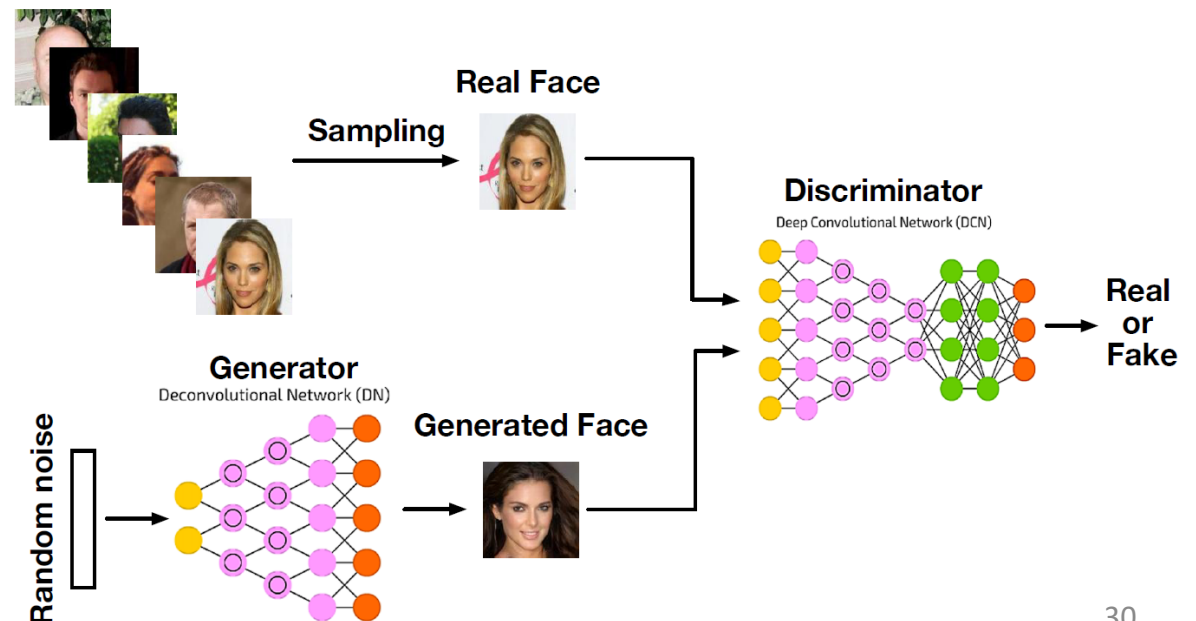 Real Face
Sampling
Discriminator
Deep Convolutional Network (DCN)
Real
or
Fake
Generator
Deconvolutional Network (DN)
Generated Face
Random noise
30